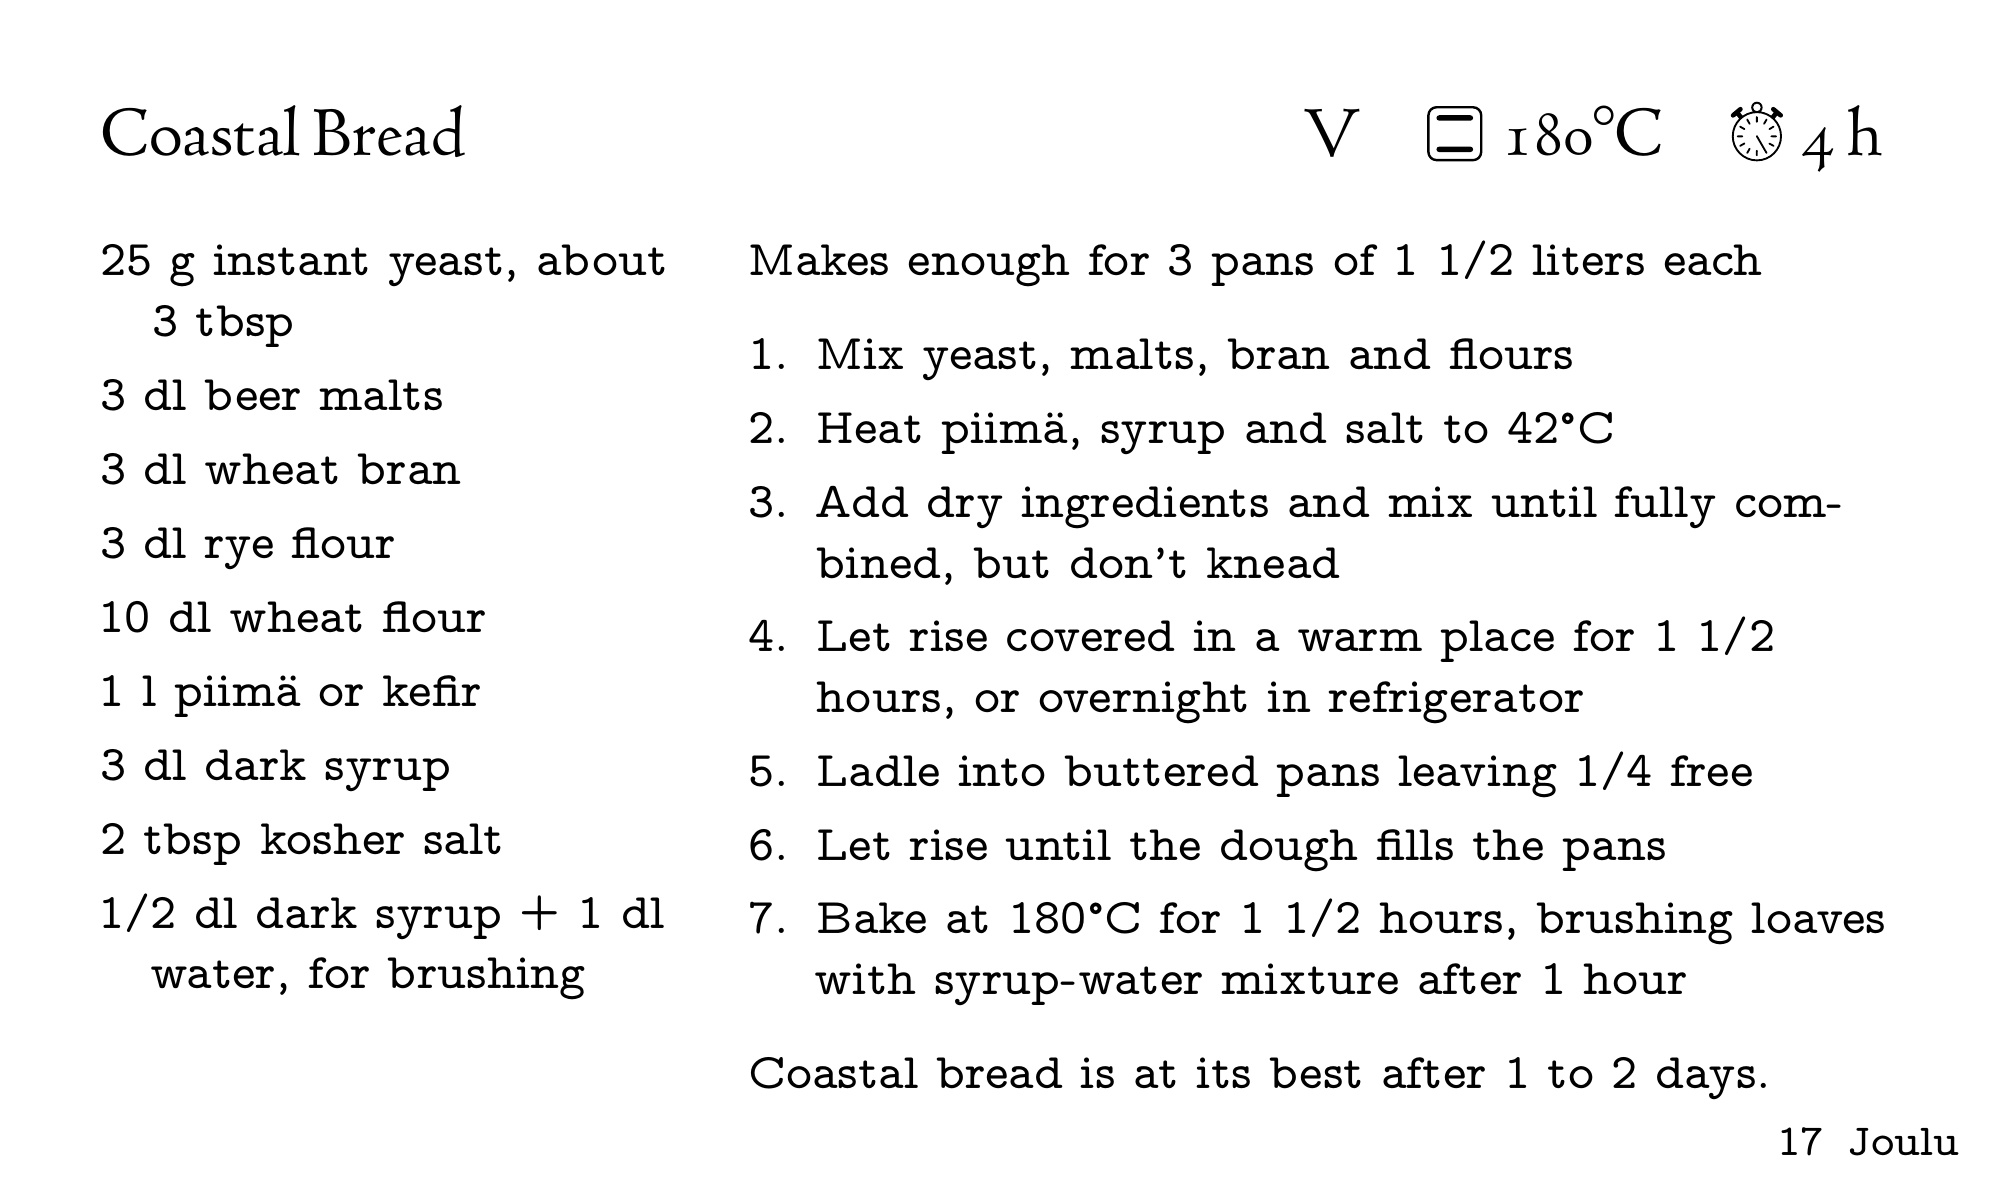 Coastal Bread
V 180°C 4 h
25 g instant yeast, about
3 tbsp
3 dl beer malts
3 dl wheat bran
3 dl rye flour
10 dl wheat flour
1 l piimä or kefir
3 dl dark syrup
2 tbsp kosher salt
1/2 dl dark syrup + 1 dl
water, for brushing
Makes enough for 3 pans of 1 1/2 liters each
1. Mix yeast, malts, bran and flours
2. Heat piimä, syrup and salt to 42°C
3. Add dry ingredients and mix until fully com-
bined, but don't knead
4. Let rise covered in a warm place for 1 1/2
hours, or overnight in refrigerator
5. Ladle into buttered pans leaving 1/4 free
6. Let rise until the dough fills the pans
7. Bake at 180°C for 1 1/2 hours, brushing loaves
with syrup-water mixture after 1 hour
Coastal bread is at its best after 1 to 2 days.
17 Joulu